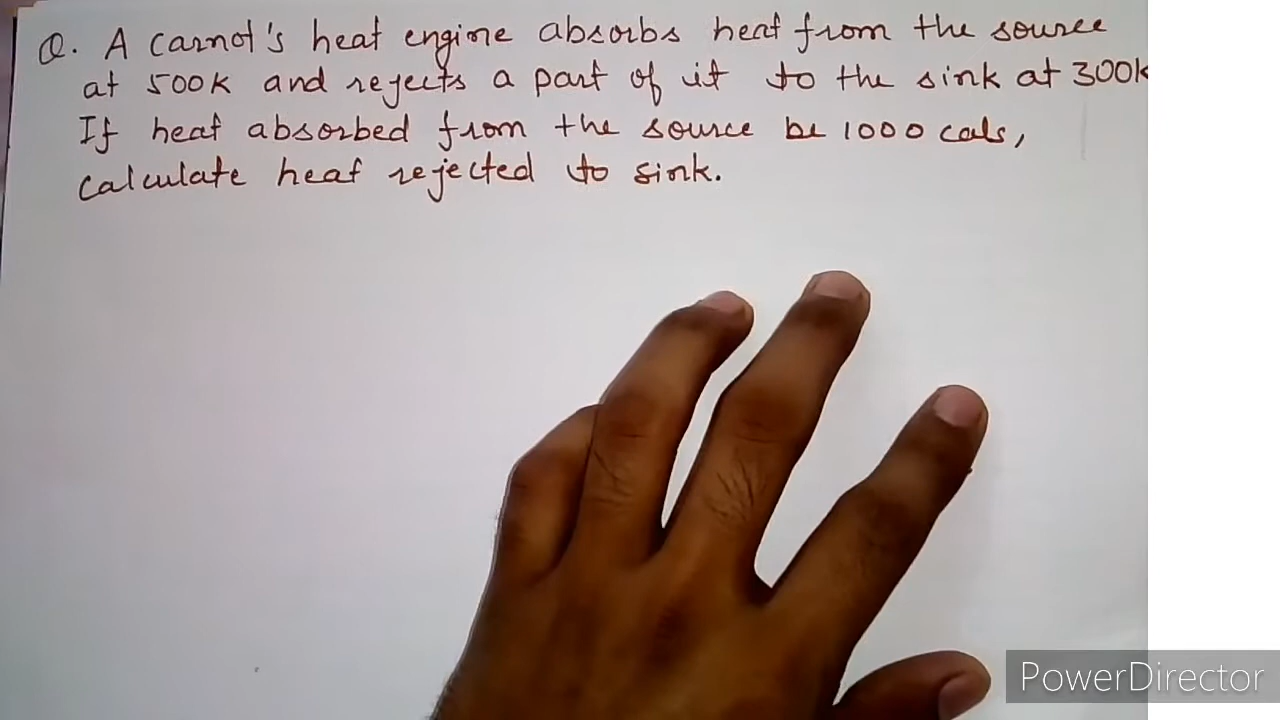 Q. A Carnot's heat engine absorbs heat from the source
at 500K and rejects a part of it to the sink at 300K
If heat absorbed from the source be 1000 cals,
Calculate heat rejected to sink.
PowerDirector